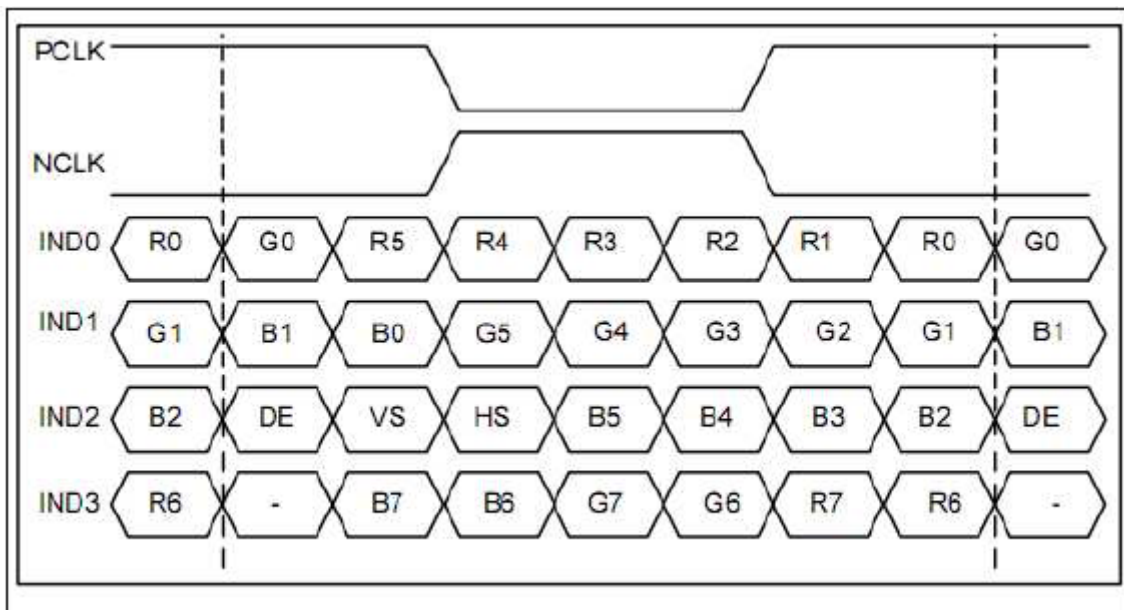 PCLK
NCLK
IND0 R0 G0 R5 R4 R3 R2 R1 R0 G0
IND1 G1 B1 B0 G5 G4 G3 G2 G1 B1
IND2 B2 DE VS HS B5 B4 B3 B2 DE
IND3 R6 - B7 B6 G7 G6 R7 R6 -